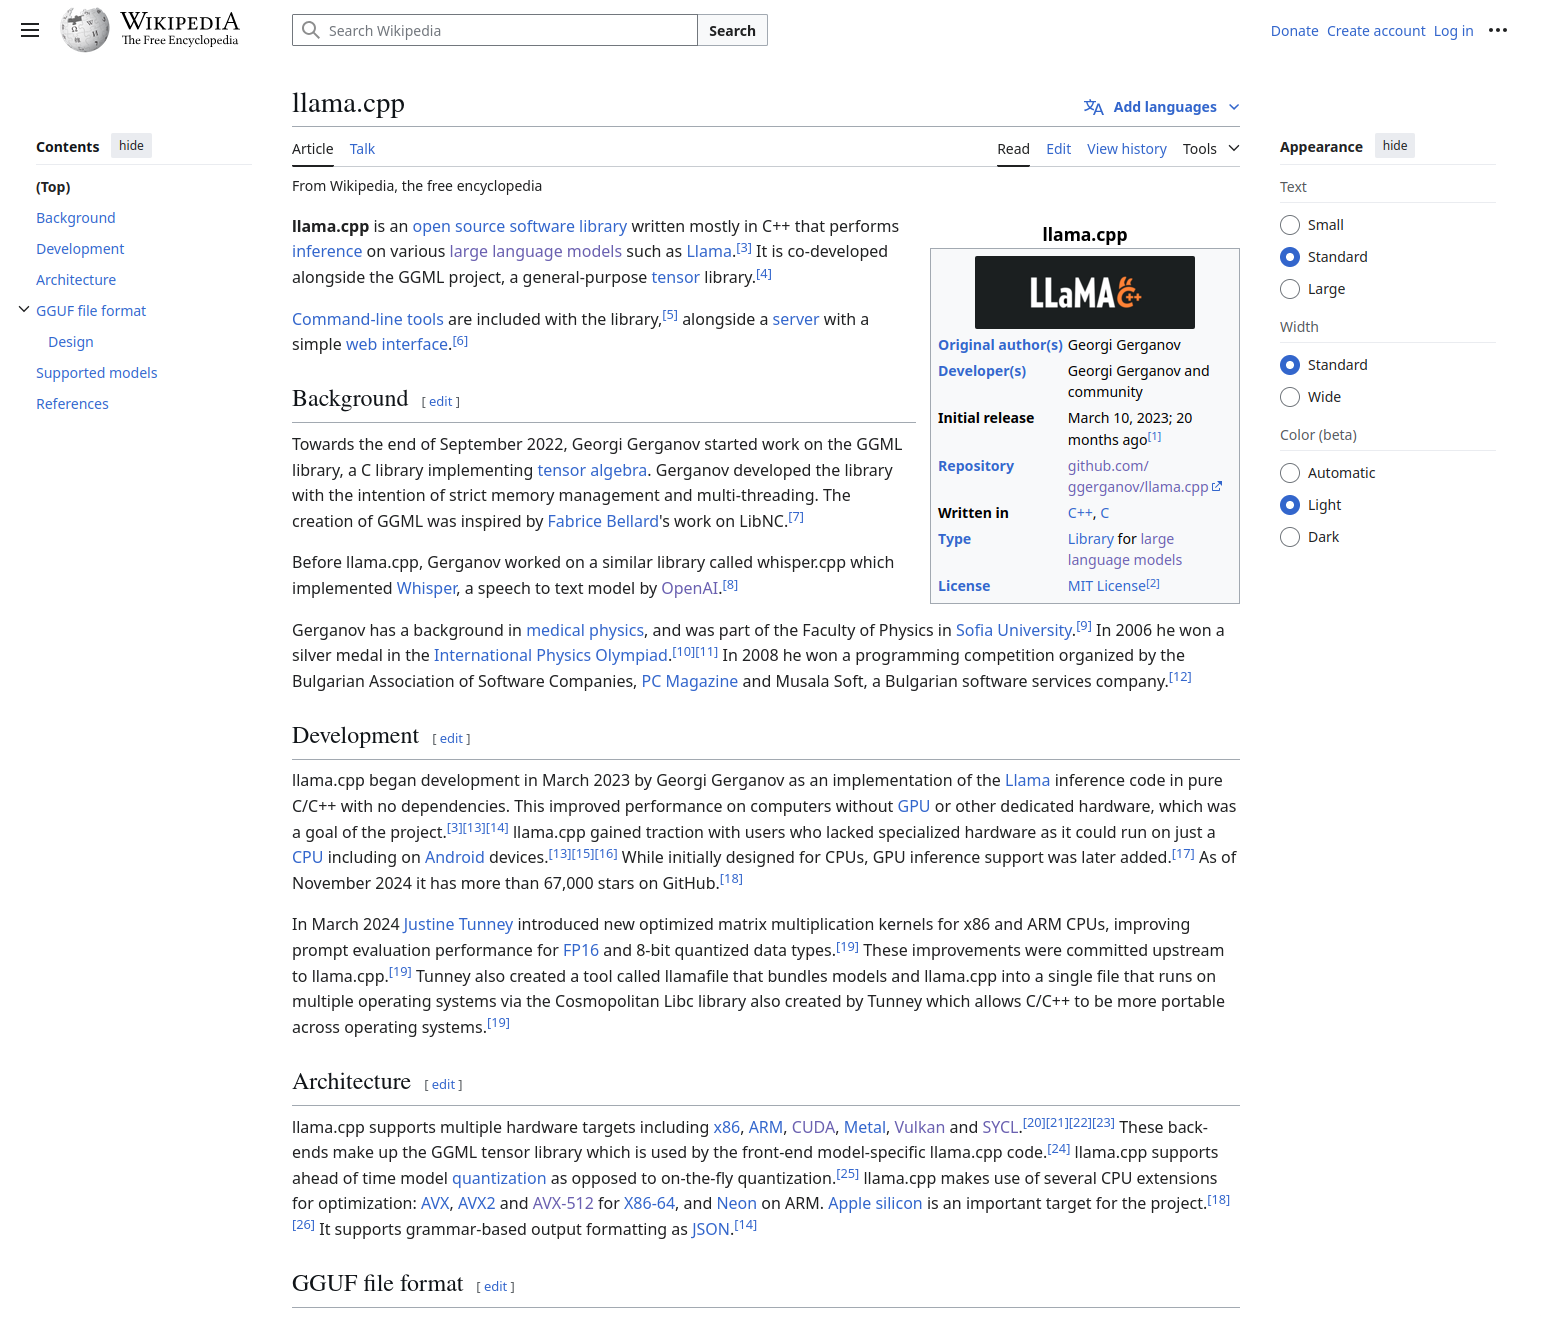 WIKIPEDIA
The Free Encyclopedia
Search Wikipedia
Search
Donate Create account Log in
Contents hide
(Top)
Background
Development
Architecture
GGUF file format
Design
Supported models
References
llama.cpp
Add languages
Article Talk
Read Edit View history Tools
From Wikipedia, the free encyclopedia
llama.cpp is an open source software library written mostly in C++ that performs
inference on various large language models such as Llama.[3] It is co-developed
alongside the GGML project, a general-purpose tensor library.[4]
Command-line tools are included with the library,[5] alongside a server with a
simple web interface.[6]
llama.cpp
LLaMA C++
Original author(s) Georgi Gerganov
Developer(s) Georgi Gerganov and
community
Initial release March 10, 2023; 20
months ago[1]
Repository github.com/
ggerganov/llama.cpp
Written in C++, C
Type Library for large
language models
License MIT License[2]
Background [ edit ]
Towards the end of September 2022, Georgi Gerganov started work on the GGML
library, a C library implementing tensor algebra. Gerganov developed the library
with the intention of strict memory management and multi-threading. The
creation of GGML was inspired by Fabrice Bellard's work on LibNC.[7]
Before llama.cpp, Gerganov worked on a similar library called whisper.cpp which
implemented Whisper, a speech to text model by OpenAI.[8]
Gerganov has a background in medical physics, and was part of the Faculty of Physics in Sofia University.[9] In 2006 he won a
silver medal in the International Physics Olympiad.[10][11] In 2008 he won a programming competition organized by the
Bulgarian Association of Software Companies, PC Magazine and Musala Soft, a Bulgarian software services company.[12]
Development [ edit ]
llama.cpp began development in March 2023 by Georgi Gerganov as an implementation of the Llama inference code in pure
C/C++ with no dependencies. This improved performance on computers without GPU or other dedicated hardware, which was
a goal of the project.[3][13][14] llama.cpp gained traction with users who lacked specialized hardware as it could run on just a
CPU including on Android devices.[13][15][16] While initially designed for CPUs, GPU inference support was later added.[17] As of
November 2024 it has more than 67,000 stars on GitHub.[18]
In March 2024 Justine Tunney introduced new optimized matrix multiplication kernels for x86 and ARM CPUs, improving
prompt evaluation performance for FP16 and 8-bit quantized data types.[19] These improvements were committed upstream
to llama.cpp.[19] Tunney also created a tool called llamafile that bundles models and llama.cpp into a single file that runs on
multiple operating systems via the Cosmopolitan Libc library also created by Tunney which allows C/C++ to be more portable
across operating systems.[19]
Architecture [ edit ]
llama.cpp supports multiple hardware targets including x86, ARM, CUDA, Metal, Vulkan and SYCL.[20][21][22][23] These back-
ends make up the GGML tensor library which is used by the front-end model-specific llama.cpp code.[24] llama.cpp supports
ahead of time model quantization as opposed to on-the-fly quantization.[25] llama.cpp makes use of several CPU extensions
for optimization: AVX, AVX2 and AVX-512 for X86-64, and Neon on ARM. Apple silicon is an important target for the project.[18]
[26] It supports grammar-based output formatting as JSON.[14]
GGUF file format [ edit ]
Appearance hide
Text
Small
Standard
Large
Width
Standard
Wide
Color (beta)
Automatic
Light
Dark